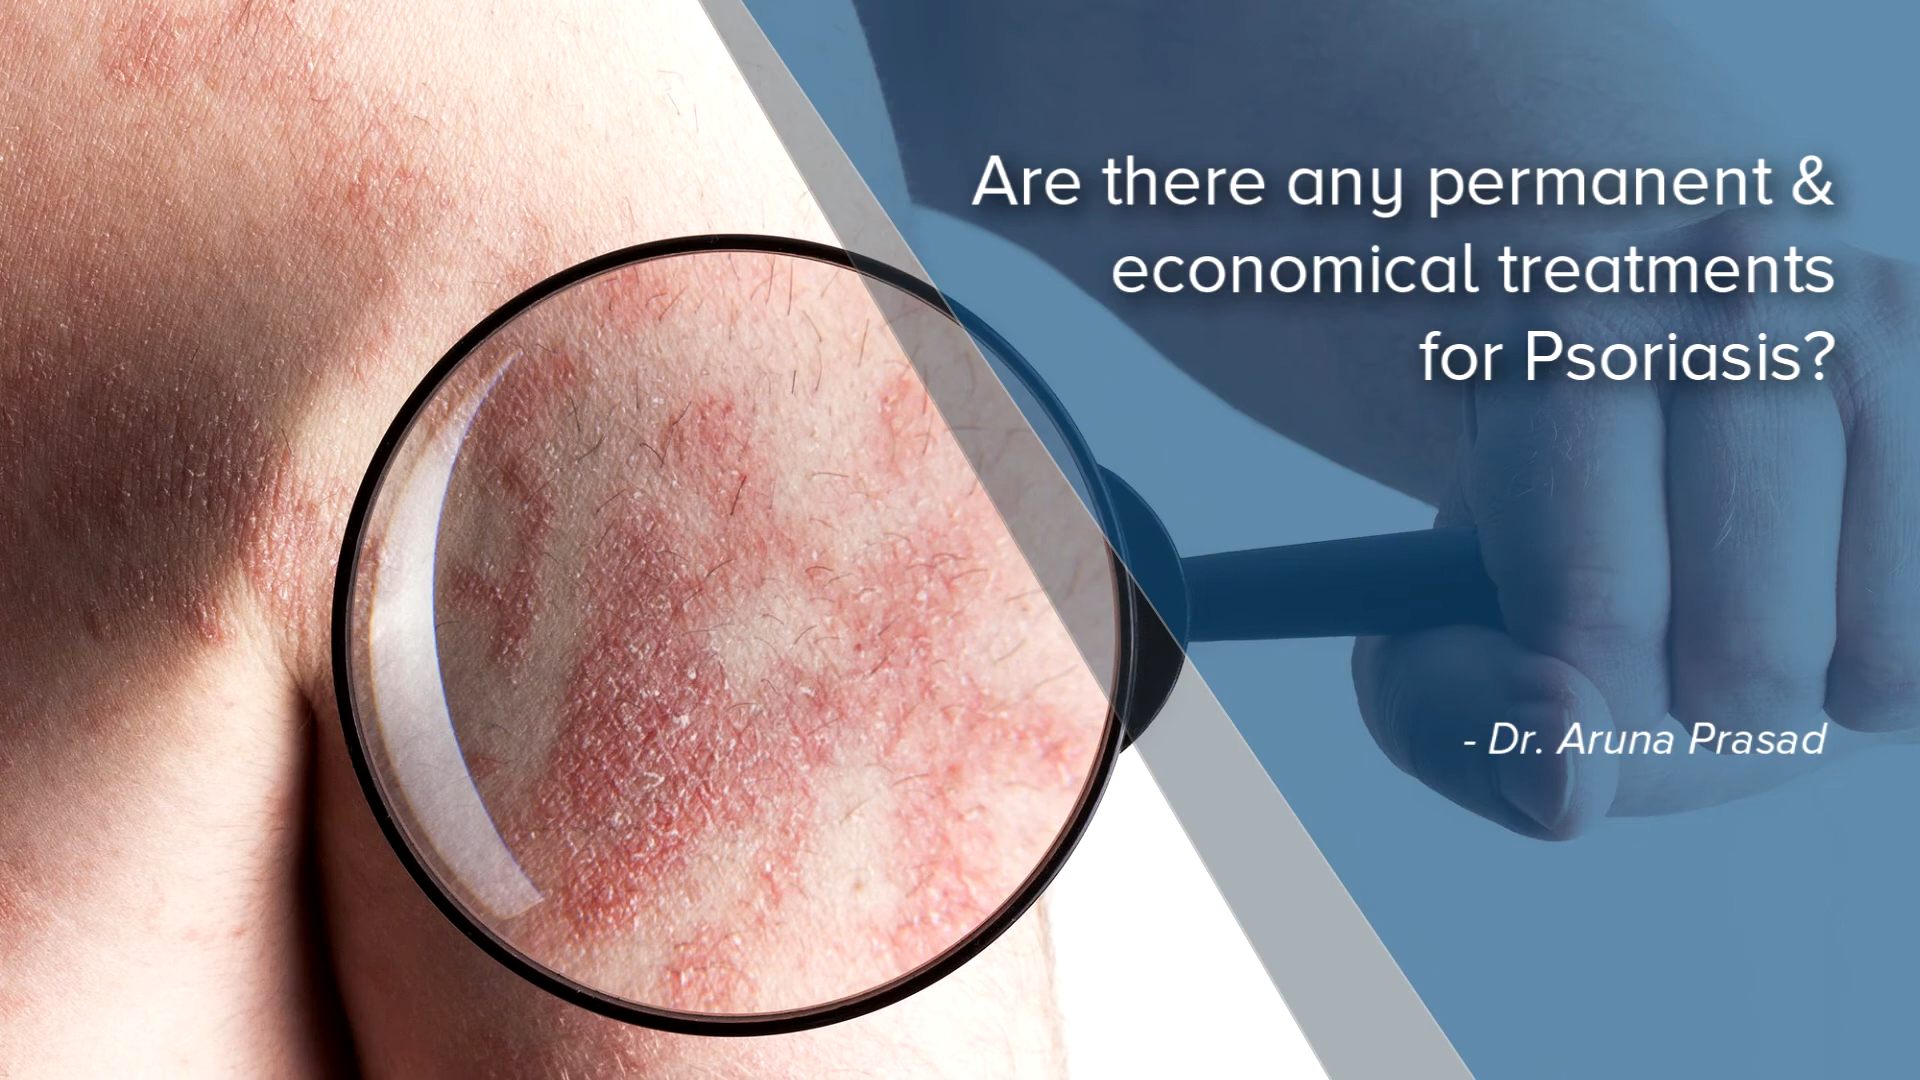 Are there any permanent &
economical treatments
for Psoriasis?
- Dr. Aruna Prasad